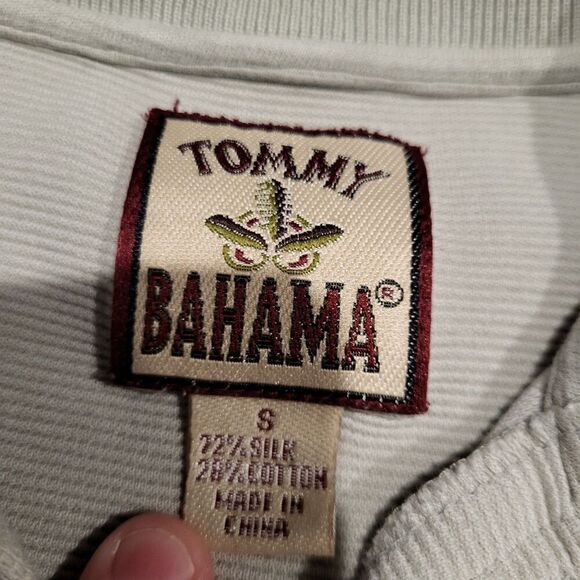 TOMMY
BAHAMA®
S
72% SILK
28% COTTON
MADE IN
CHINA